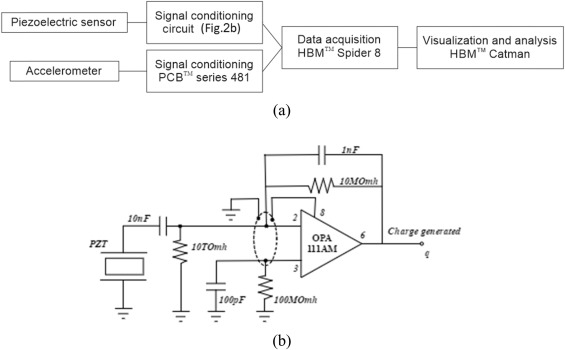 Piezoelectric sensor
Signal conditioning
circuit (Fig.2b)
Data acquisition
HBM™ Spider 8
Visualization and analysis
HBM™ Catman
Accelerometer
Signal conditioning
PCB™ series 481
(a)
1nF
10MOmh
10nF
2
8
6
Charge generated
q
PZT
10TOmh
OPA
111AM
3
100pF
100MOmh
(b)